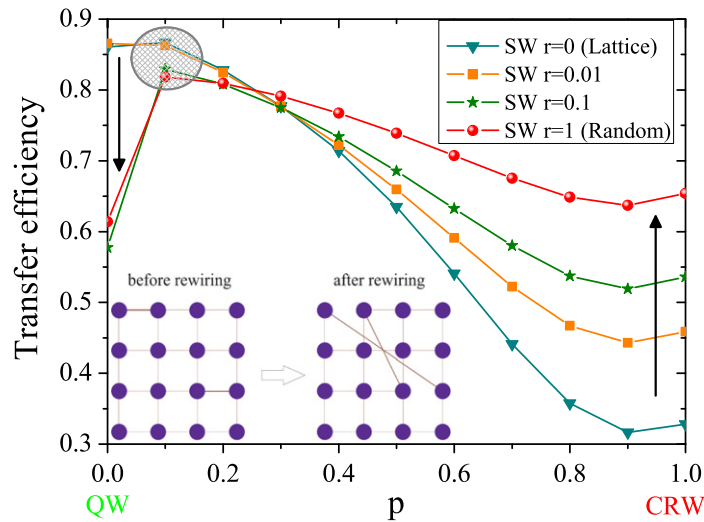 0.9
0.8
0.7
0.6
0.5
0.4
0.3
Transfer efficiency
SW r=0 (Lattice)
SW r=0.01
SW r=0.1
SW r=1 (Random)
before rewiring
after rewiring
0.0 0.2 0.4 0.6 0.8 1.0
QW p CRW